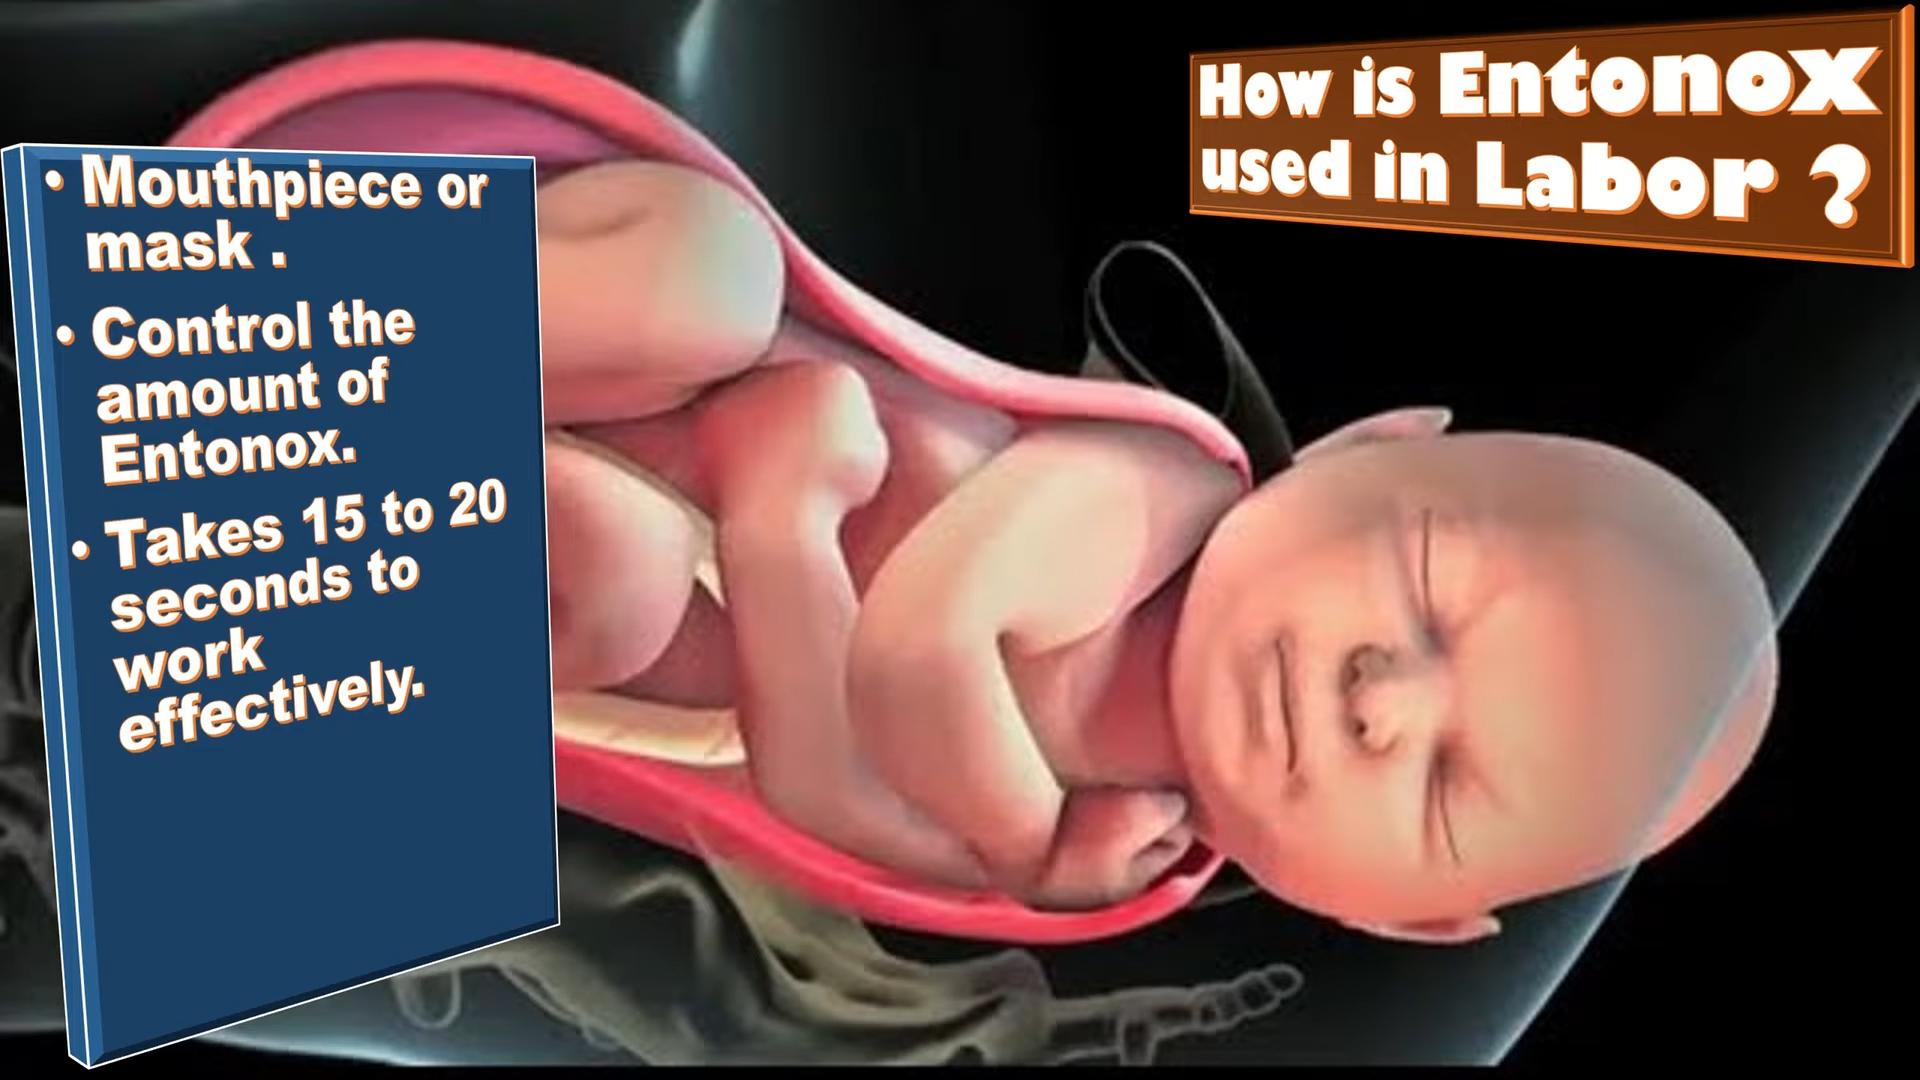 How is Entonox
used in Labor ?
• Mouthpiece or
mask .
• Control the
amount of
Entonox.
• Takes 15 to 20
seconds to
work
effectively.